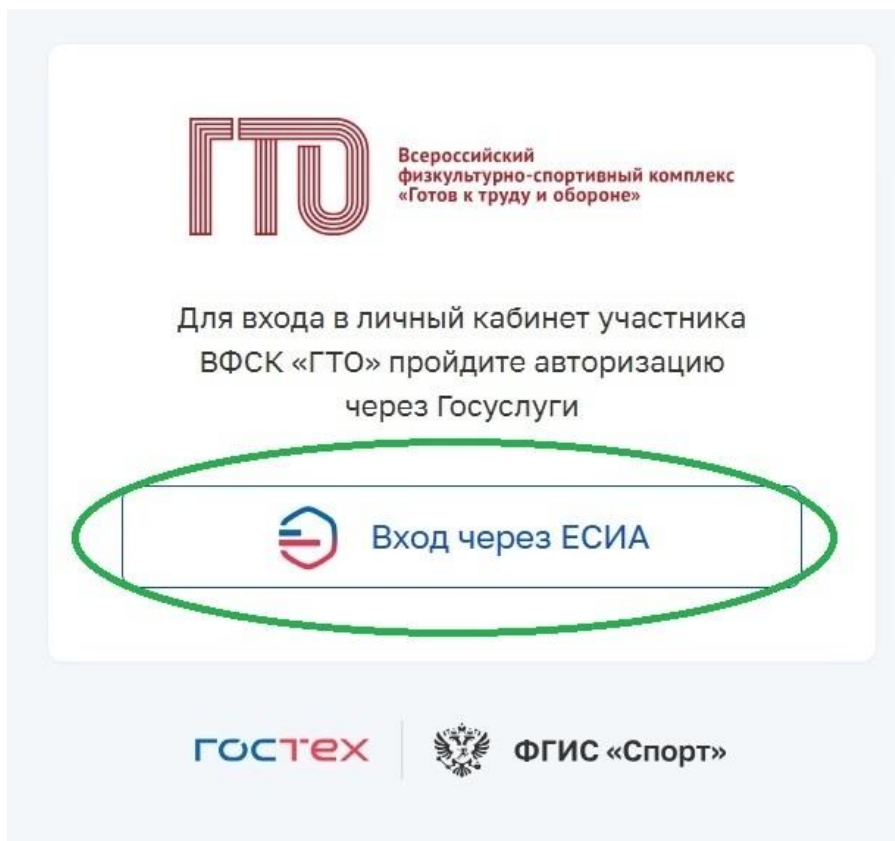 ГТО
Всероссийский
физкультурно-спортивный комплекс
«Готов к труду и обороне»
Для входа в личный кабинет участника
ВФСК «ГТО» пройдите авторизацию
через Госуслуги
Вход через ЕСИА
гостех
ФГИС «Спорт»